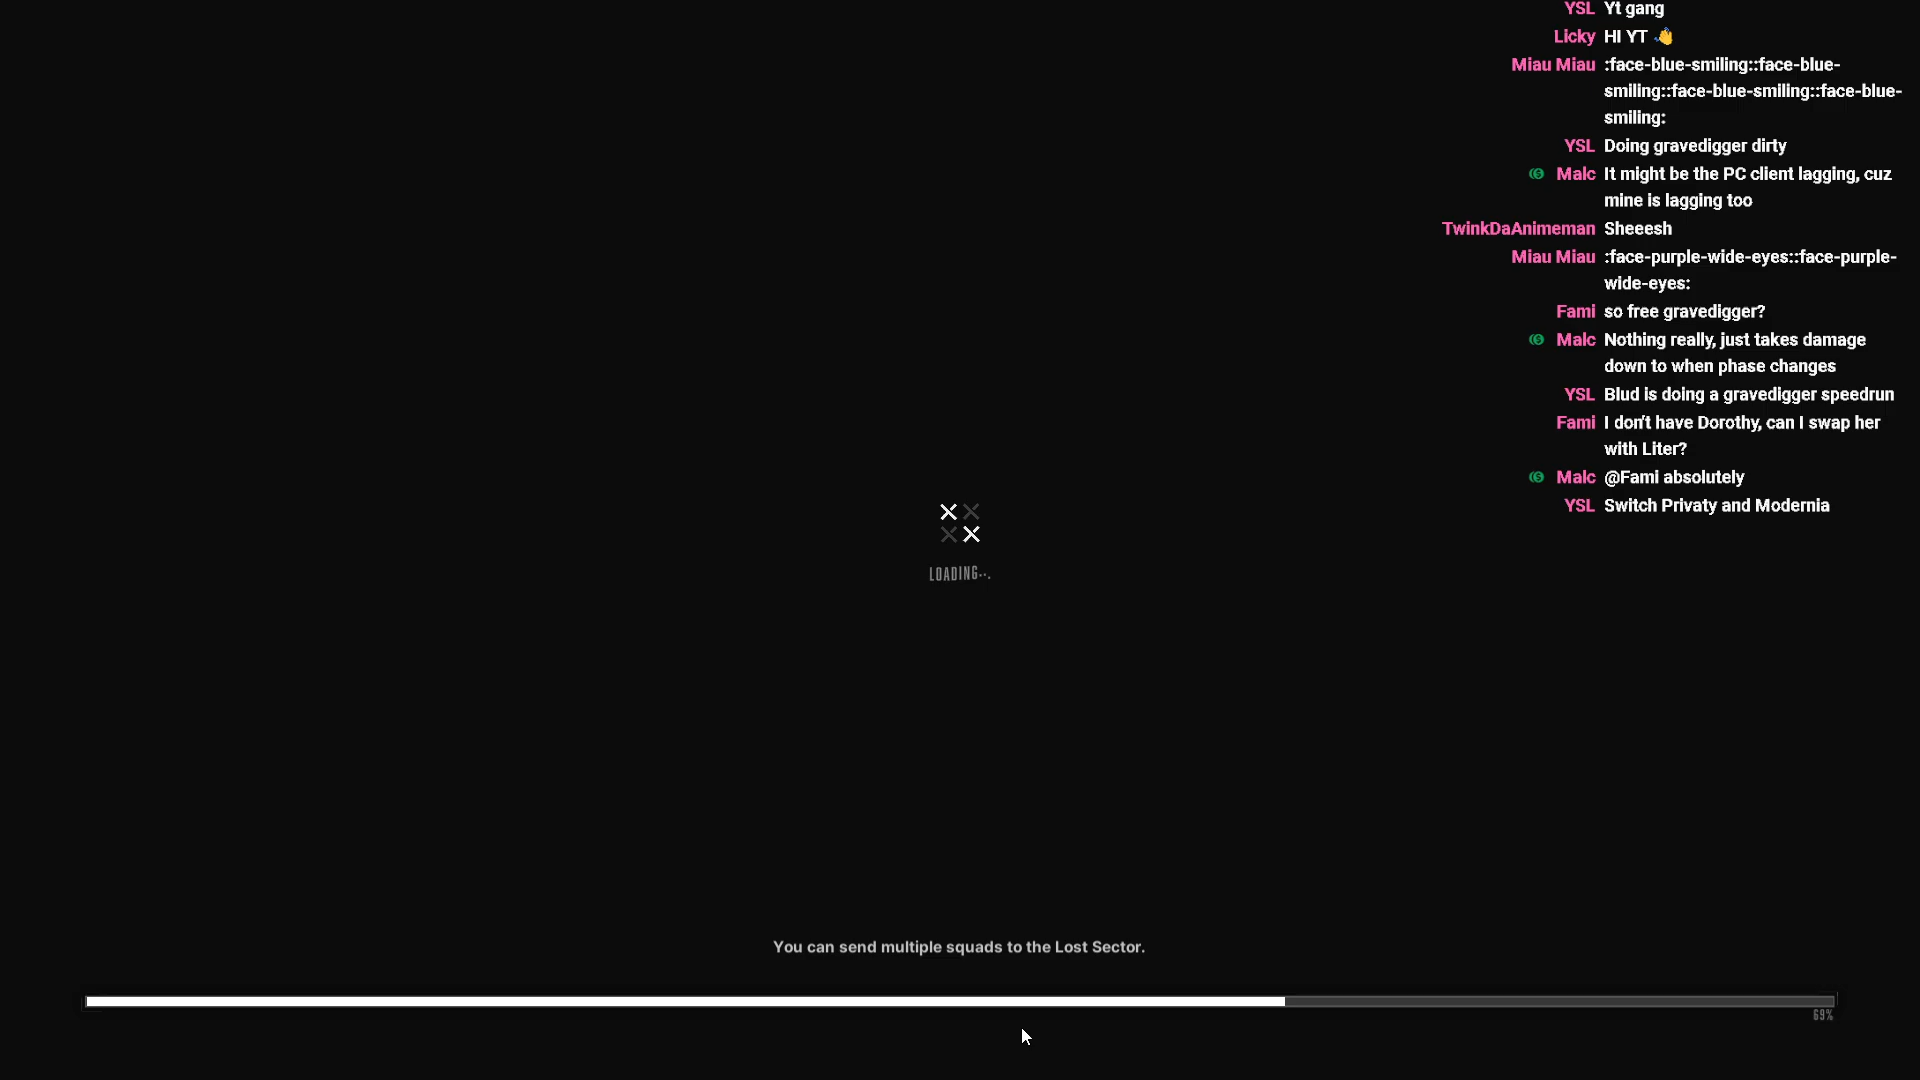 YSL Yt gang
Licky HI YT 👋
Miau Miau :face-blue-smiling::face-blue-
smiling::face-blue-smiling::face-blue-
smiling:
YSL Doing gravedigger dirty
Malc It might be the PC client lagging, cuz
mine is lagging too
TwinkDaAnimeman Sheeesh
Miau Miau :face-purple-wide-eyes::face-purple-
wide-eyes:
Fami so free gravedigger?
Malc Nothing really, just takes damage
down to when phase changes
YSL Blud is doing a gravedigger speedrun
Fami I don't have Dorothy, can I swap her
with Liter?
Malc @Fami absolutely
YSL Switch Privaty and Modernia
LOADING...
You can send multiple squads to the Lost Sector.
69%